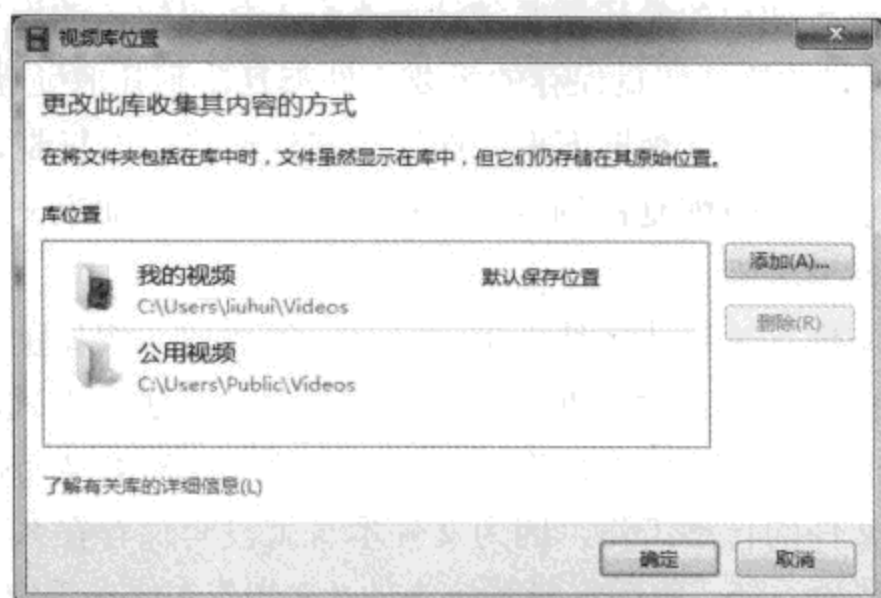 视频库位置
更改此库收集其内容的方式
在将文件夹包括在库中时，文件虽然显示在库中，但它们仍存储在其原始位置。
库位置
我的视频 默认保存位置
C:\Users\liuhui\Videos
公用视频
C:\Users\Public\Videos
添加(A)...
删除(R)
了解有关库的详细信息(L)
确定 取消